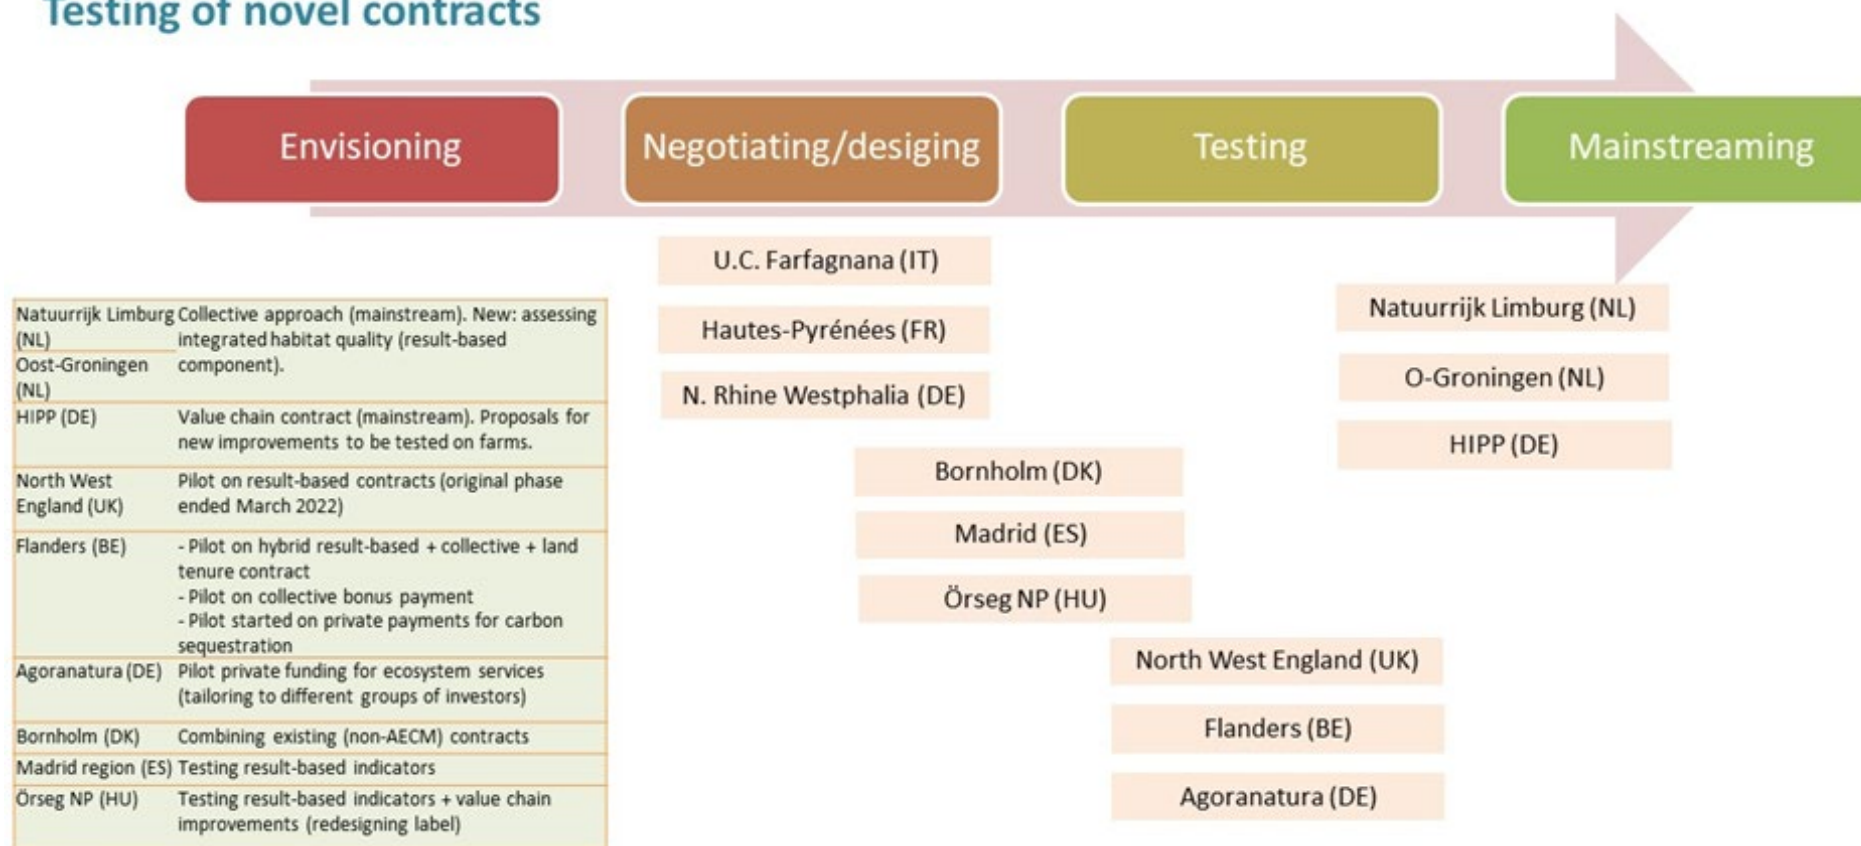 Testing of novel contracts
Envisioning
Negotiating/desiging
Testing
Mainstreaming
U.C. Farfagnana (IT)
Hautes-Pyrénées (FR)
N. Rhine Westphalia (DE)
Bornholm (DK)
Madrid (ES)
Örseg NP (HU)
North West England (UK)
Flanders (BE)
Agoranatura (DE)
Natuurrijk Limburg (NL)
O-Groningen (NL)
HIPP (DE)
Natuurrijk Limburg
(NL)
Oost-Groningen
(NL)
Collective approach (mainstream). New: assessing
integrated habitat quality (result-based
component).
HIPP (DE)
Value chain contract (mainstream). Proposals for
new improvements to be tested on farms.
North West
England (UK)
Pilot on result-based contracts (original phase
ended March 2022)
Flanders (BE)
- Pilot on hybrid result-based + collective + land
tenure contract
- Pilot on collective bonus payment
- Pilot started on private payments for carbon
sequestration
Agoranatura (DE)
Pilot private funding for ecosystem services
(tailoring to different groups of investors)
Bornholm (DK)
Combining existing (non-AECM) contracts
Madrid region (ES)
Testing result-based indicators
Örseg NP (HU)
Testing result-based indicators + value chain
improvements (redesigning label)